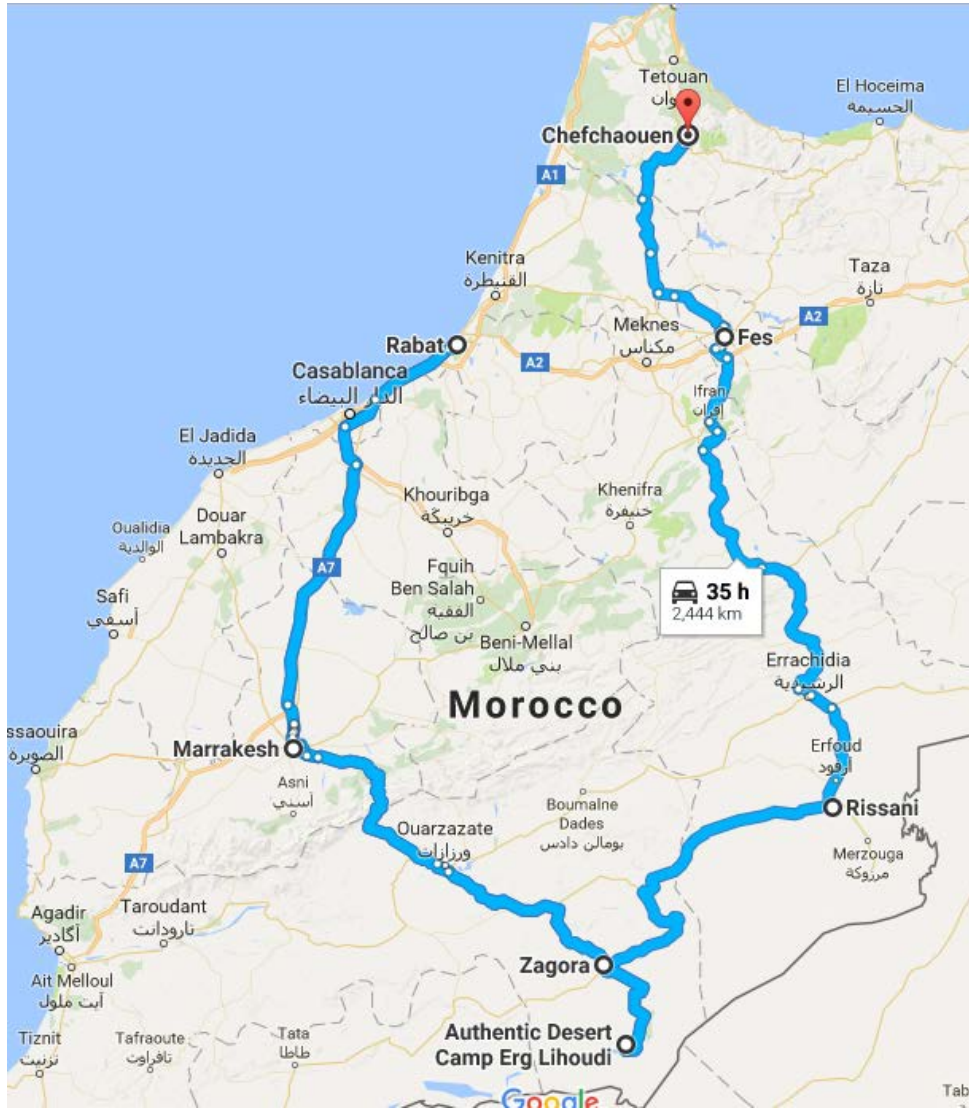 Tetouan
وان
El Hoceima
الحسيمة
Chefchaouen
A1
Kenitra
القنيطرة
Taza
تازة
Meknes
مكناس
A2
Fes
Rabat
A2
Casablanca
الدار البيضاء
Ifran
إفران
El Jadida
الجديدة
Khouribga
خريبكة
Khenifra
خنيفرة
Oualidia
الوالدية
Douar
Lambakra
A7
Fquih
Ben Salah
الفقيه
بن صالح
35 h
2,444 km
Safi
أسفي
Beni-Mellal
بني ملال
Errachidia
الرشيدية
Morocco
ssaouira
الصويرة
Marrakesh
Asni
أسني
Erfoud
أرفود
Boumalne
Dades
بومالن دادس
Rissani
Ouarzazate
ورزازات
Merzouga
مرزوكة
A7
Agadir
أگادير
Taroudant
تارودانت
Zagora
Ait Melloul
آيت ملول
Authentic Desert
Camp Erg Lihoudi
Tiznit
تزنيت
Tafraoute
تافراوت
Tata
طاطا
Google
Tab